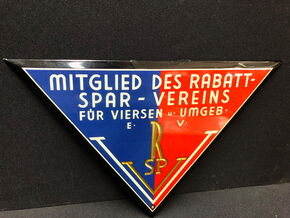 MITGLIED DES RABATT-
SPAR-VEREINS
FÜR VIERSEN u. UMGEB.
E. V.
R
SP
V